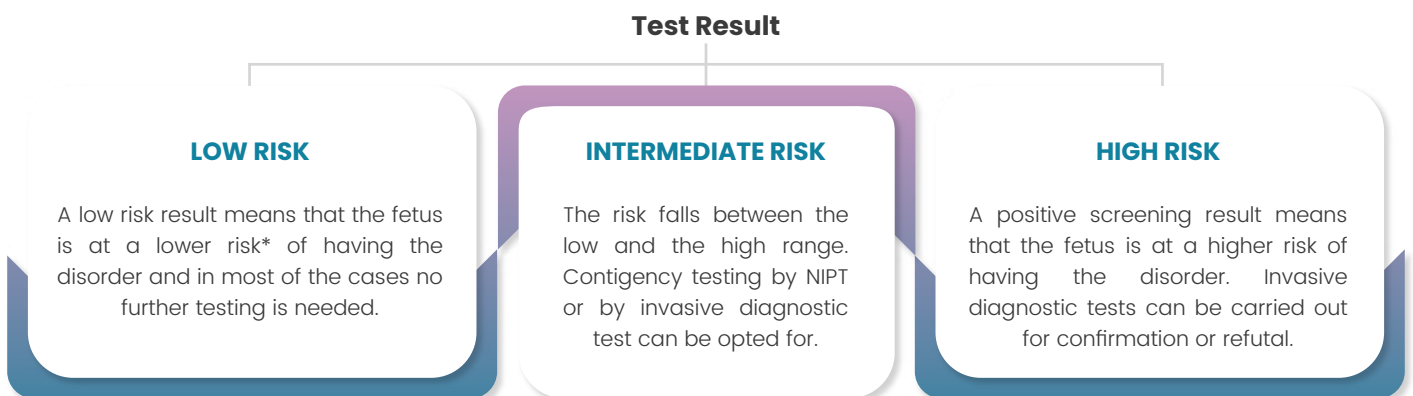 Test Result
LOW RISK
A low risk result means that the fetus
is at a lower risk* of having the
disorder and in most of the cases no
further testing is needed.
INTERMEDIATE RISK
The risk falls between the
low and the high range.
Contigency testing by NIPT
or by invasive diagnostic
test can be opted for.
HIGH RISK
A positive screening result means
that the fetus is at a higher risk of
having the disorder. Invasive
diagnostic tests can be carried out
for confirmation or refutal.